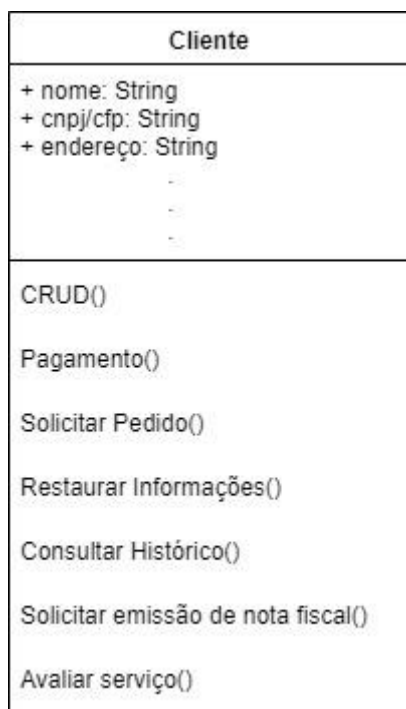 Cliente
+ nome: String
+ cnpj/cfp: String
+ endereço: String
.
.
.
CRUD()
Pagamento()
Solicitar Pedido()
Restaurar Informações()
Consultar Histórico()
Solicitar emissão de nota fiscal()
Avaliar serviço()